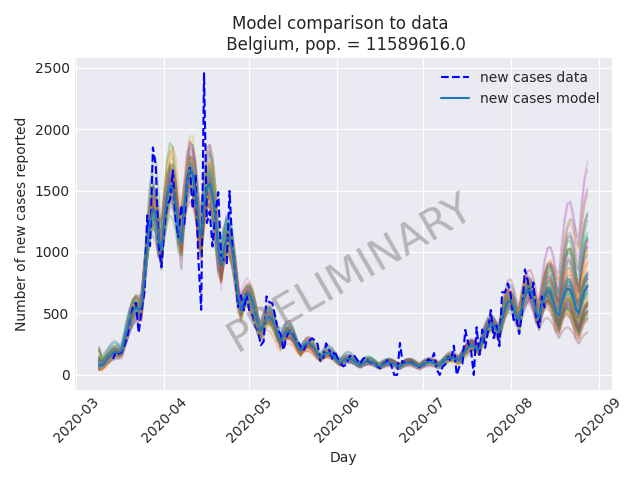 Model comparison to data
Belgium, pop. = 11589616.0
new cases data
new cases model
Number of new cases reported
2500
2000
1500
1000
500
0
PRELIMINARY
2020-03
2020-04
2020-05
2020-06
2020-07
2020-08
2020-09
Day